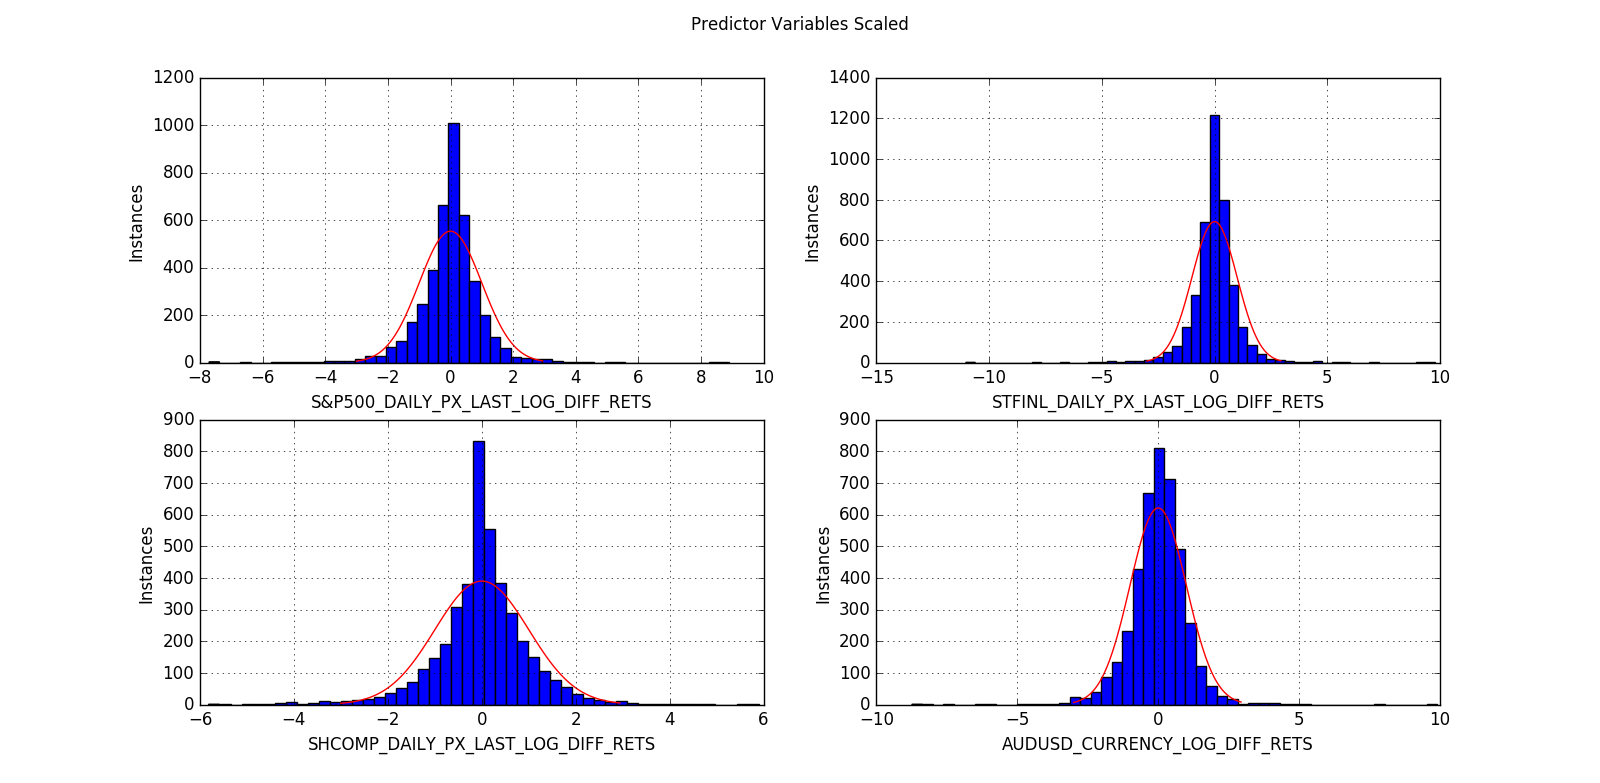 Predictor Variables Scaled
1200
1000
800
600
400
200
0
Instances
−8 −6 −4 −2 0 2 4 6 8 10
S&P500_DAILY_PX_LAST_LOG_DIFF_RETS
1400
1200
1000
800
600
400
200
0
Instances
−15 −10 −5 0 5 10
STFINL_DAILY_PX_LAST_LOG_DIFF_RETS
900
800
700
600
500
400
300
200
100
0
Instances
−6 −4 −2 0 2 4 6
SHCOMP_DAILY_PX_LAST_LOG_DIFF_RETS
900
800
700
600
500
400
300
200
100
0
Instances
−10 −5 0 5 10
AUDUSD_CURRENCY_LOG_DIFF_RETS